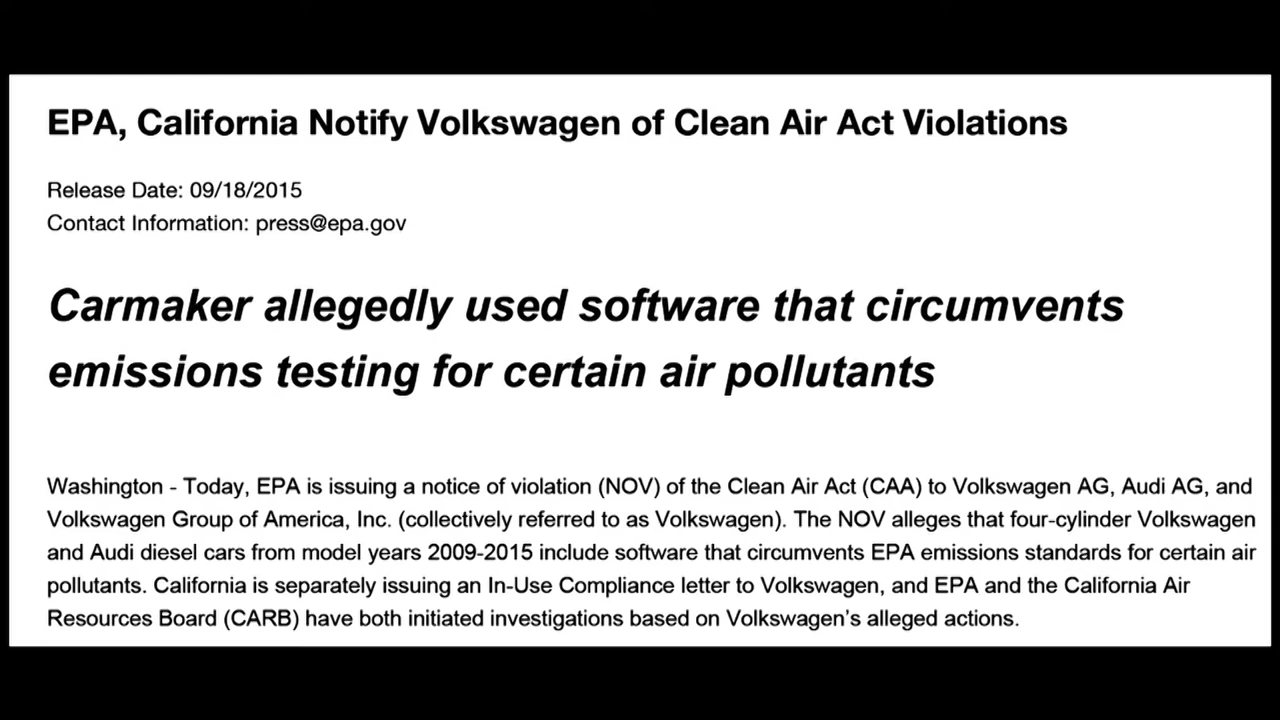 EPA, California Notify Volkswagen of Clean Air Act Violations
Release Date: 09/18/2015
Contact Information: press@epa.gov
Carmaker allegedly used software that circumvents
emissions testing for certain air pollutants
Washington - Today, EPA is issuing a notice of violation (NOV) of the Clean Air Act (CAA) to Volkswagen AG, Audi AG, and
Volkswagen Group of America, Inc. (collectively referred to as Volkswagen). The NOV alleges that four-cylinder Volkswagen
and Audi diesel cars from model years 2009-2015 include software that circumvents EPA emissions standards for certain air
pollutants. California is separately issuing an In-Use Compliance letter to Volkswagen, and EPA and the California Air
Resources Board (CARB) have both initiated investigations based on Volkswagen’s alleged actions.